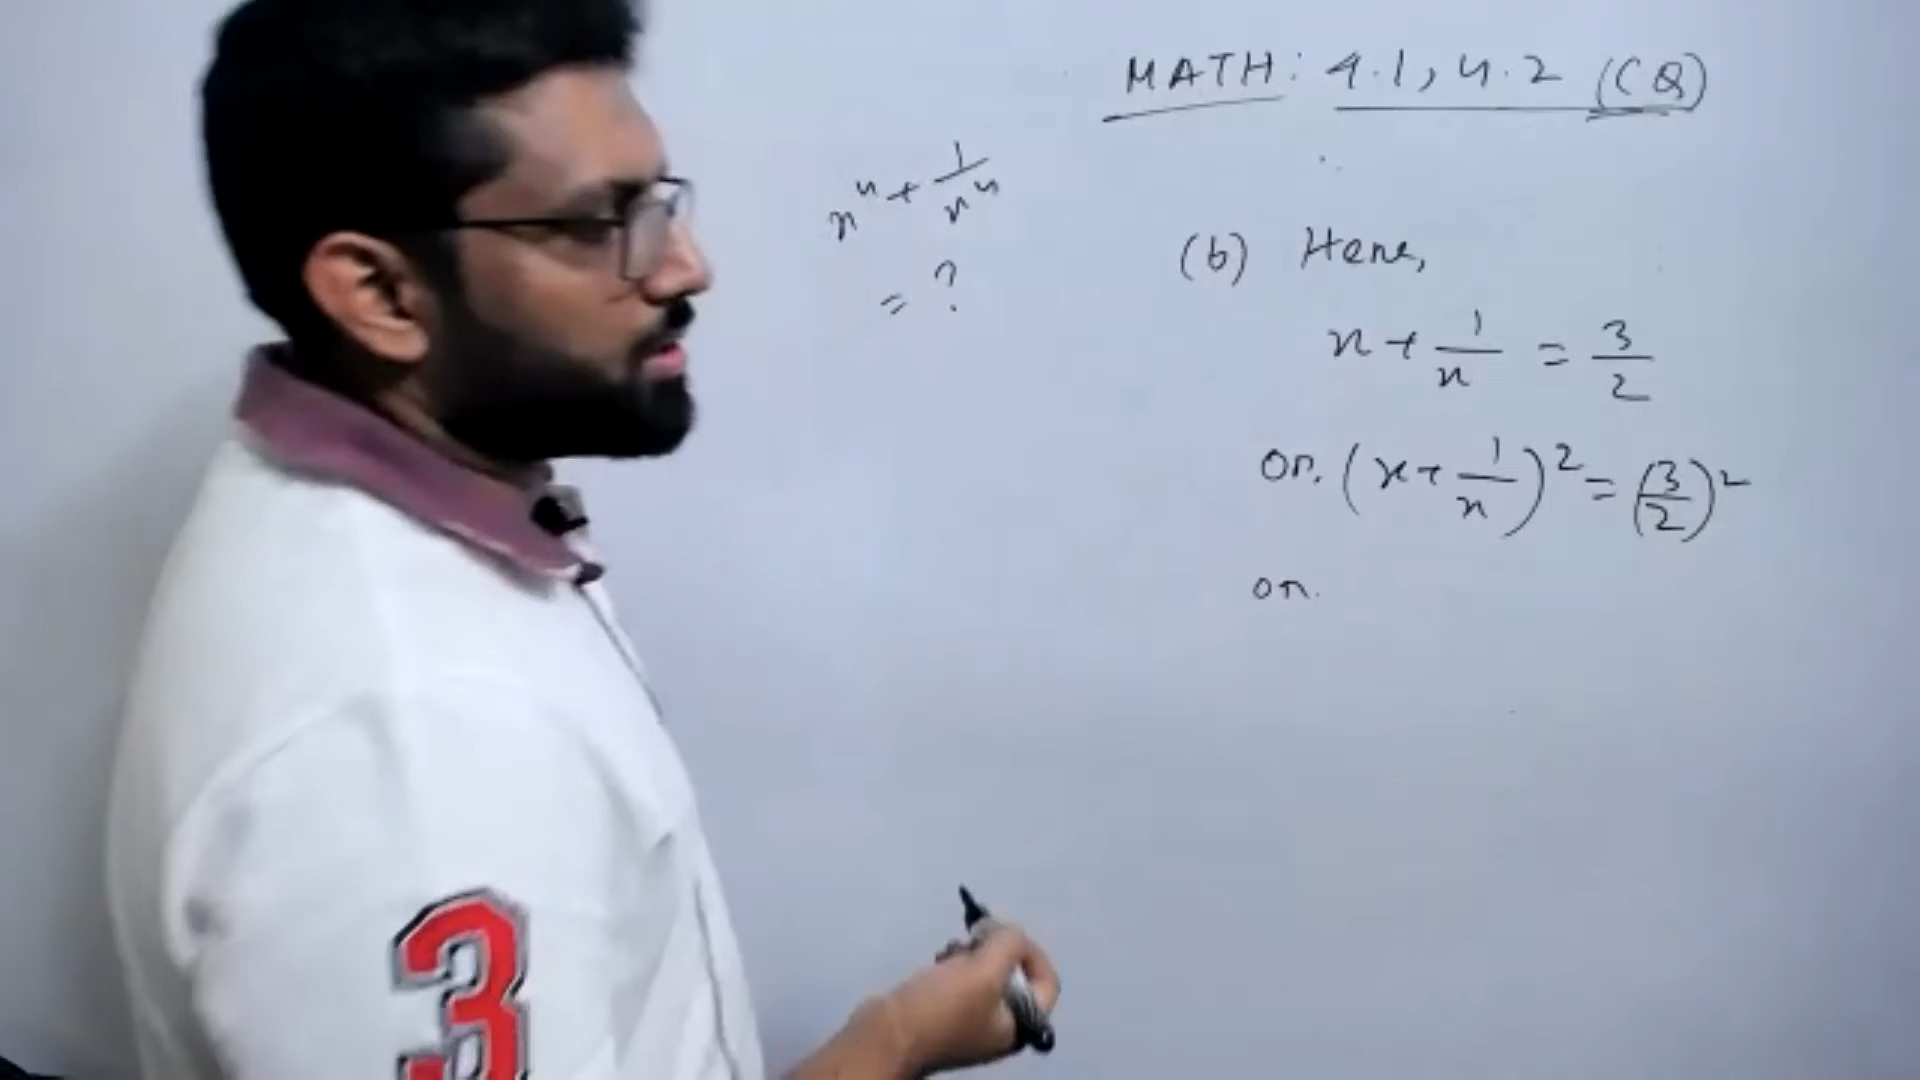 MATH: 4.1, 4.2 (CQ)
x⁴ + 1/x⁴
= ?
(b) Here,
x + 1/x = 3/2
or, (x + 1/x)² = (3/2)²
or.
3